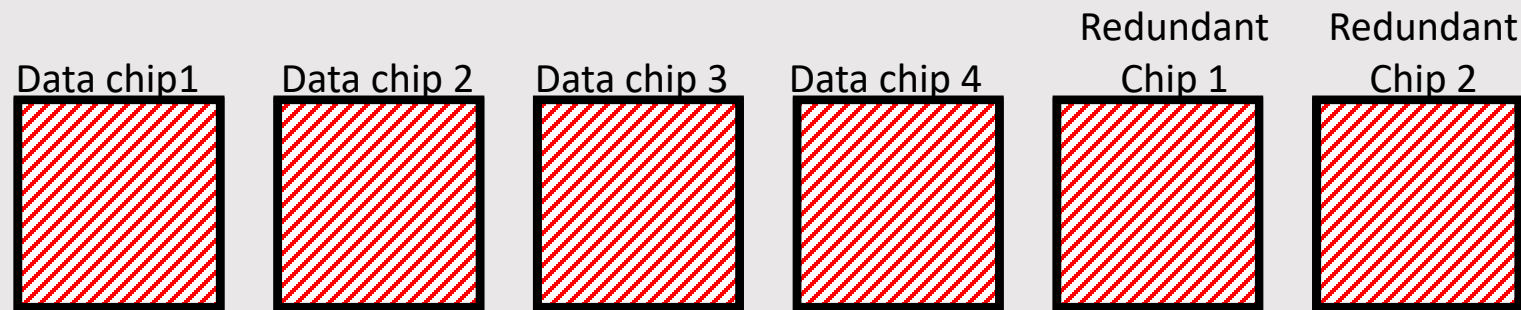 Data chip1
Data chip 2
Data chip 3
Data chip 4
Redundant
Chip 1
Redundant
Chip 2